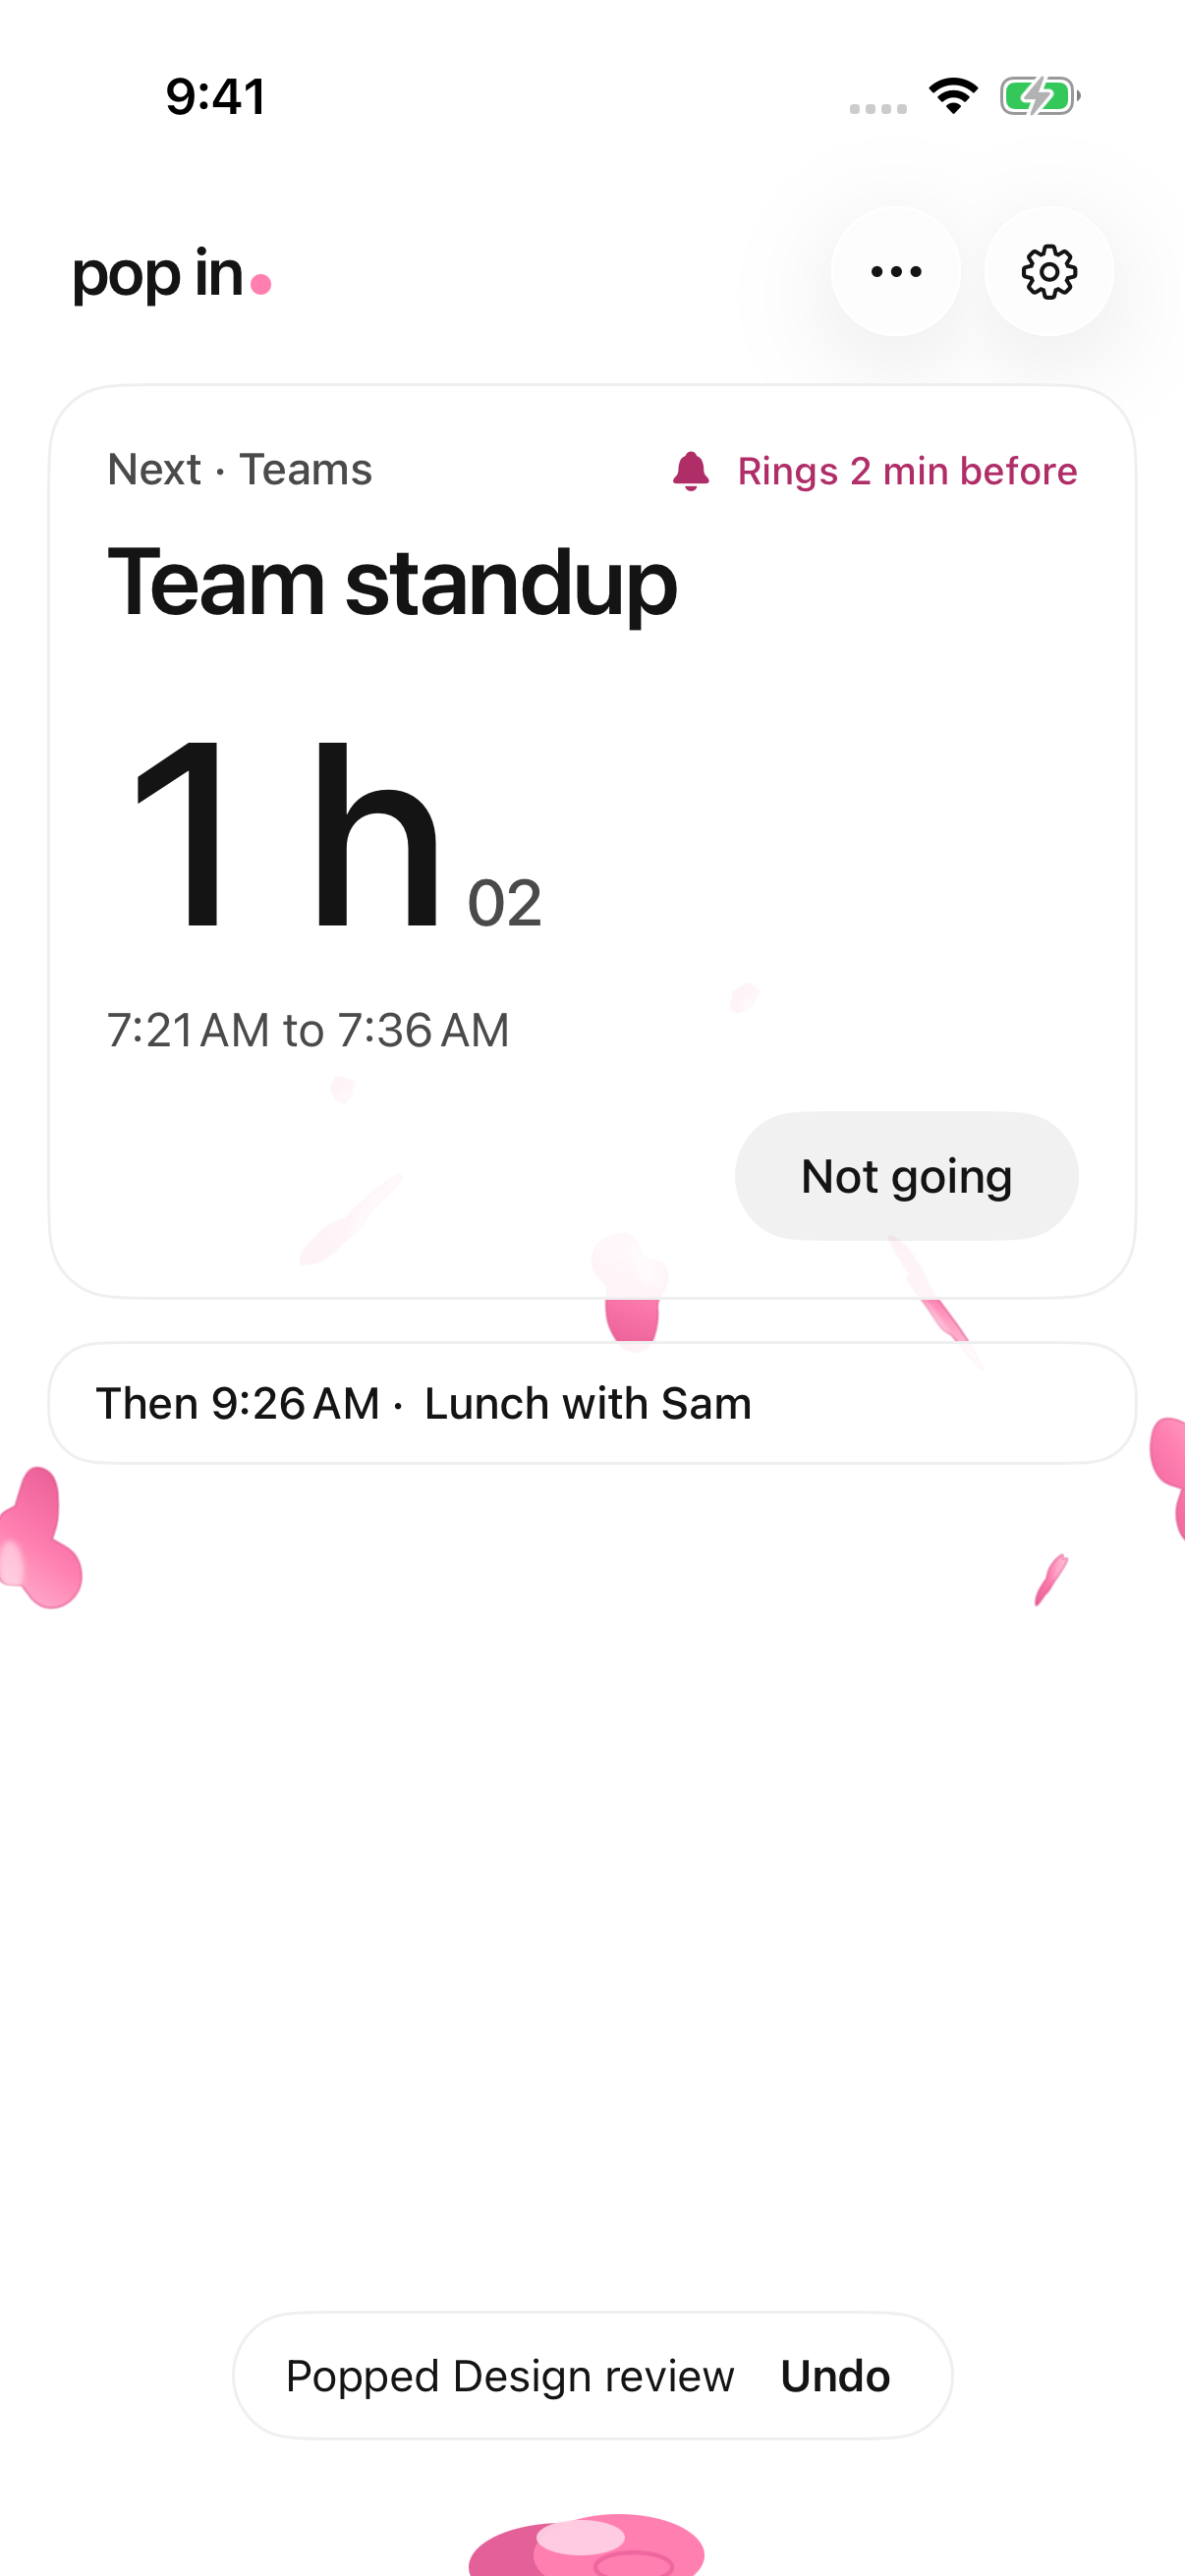 9:41
pop in
Next · Teams
Rings 2 min before
Team standup
1 h 02
7:21 AM to 7:36 AM
Not going
Then 9:26 AM · Lunch with Sam
Popped Design review Undo